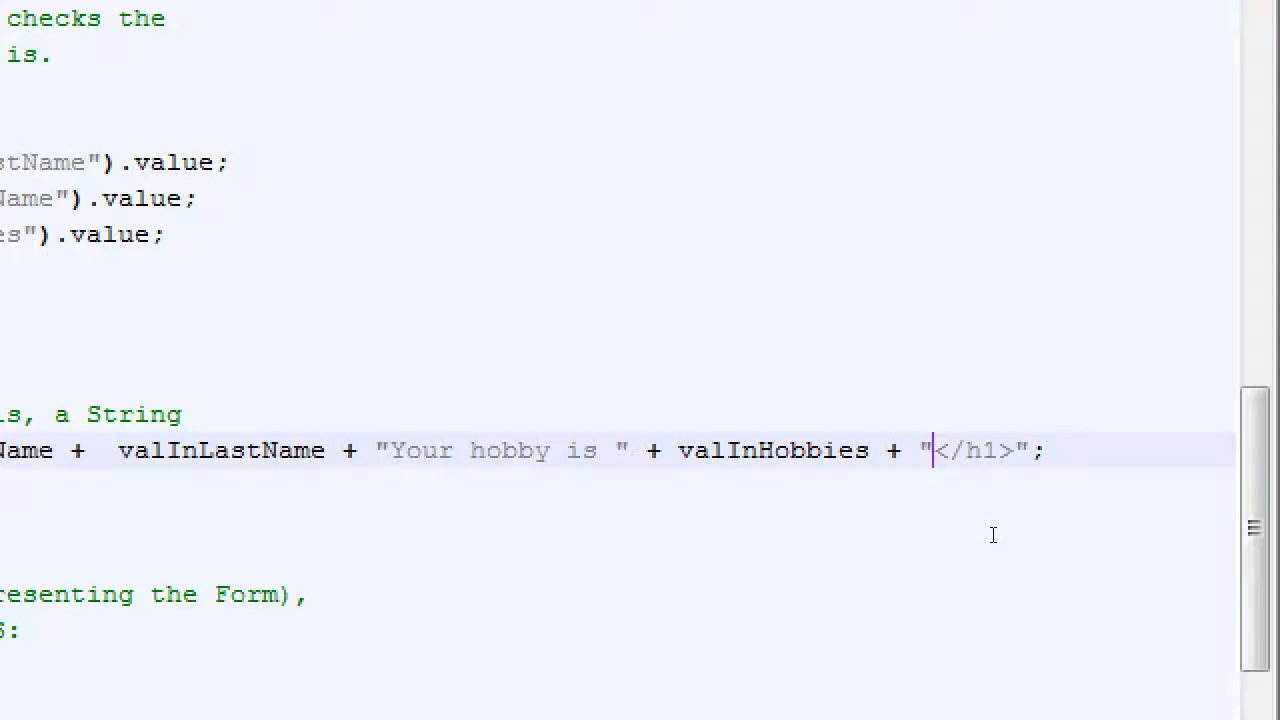 checks the
is.
stName").value;
Name").value;
es").value;
is, a String
Name +  valInLastName + "Your hobby is " + valInHobbies + "</h1>";
resenting the Form),
: